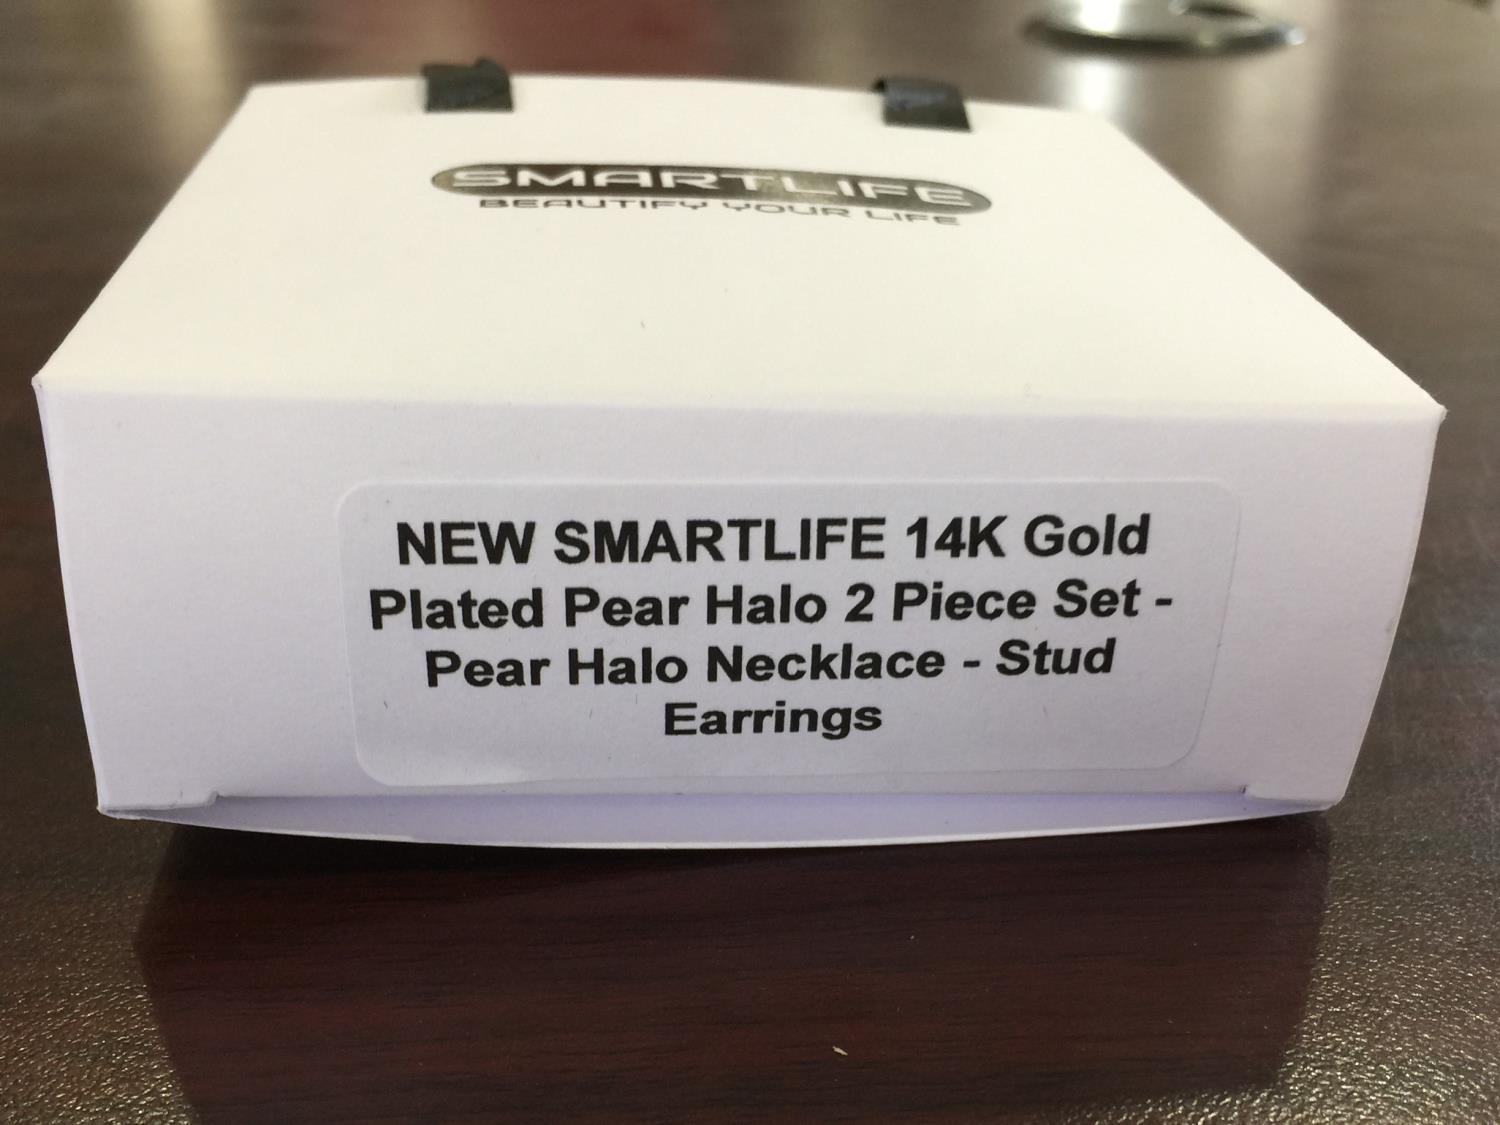 SMARTLIFE
BEAUTIFY YOUR LIFE
NEW SMARTLIFE 14K Gold
Plated Pear Halo 2 Piece Set -
Pear Halo Necklace - Stud
Earrings